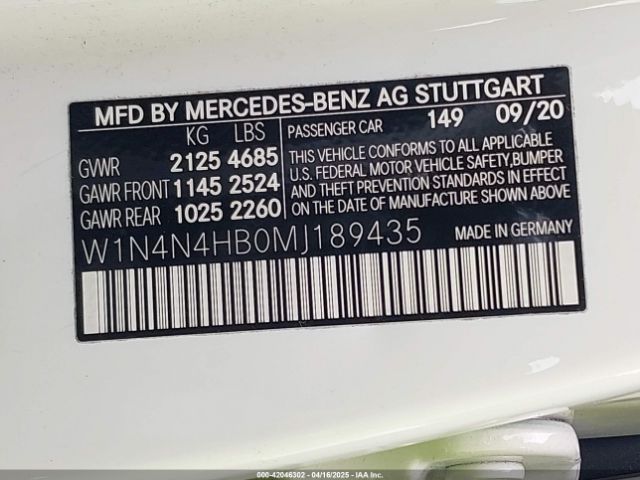 MFD BY MERCEDES-BENZ AG STUTTGART
KG LBS PASSENGER CAR 149 09/20
GVWR 2125 4685
GAWR FRONT 1145 2524
GAWR REAR 1025 2260
THIS VEHICLE CONFORMS TO ALL APPLICABLE
U.S. FEDERAL MOTOR VEHICLE SAFETY,BUMPER
AND THEFT PREVENTION STANDARDS IN EFFECT
ON THE DATE OF MANUFACTURE SHOWN ABOVE
W1N4N4HB0MJ189435 MADE IN GERMANY
000-42046302 - 04/16/2025 - IAA Inc.